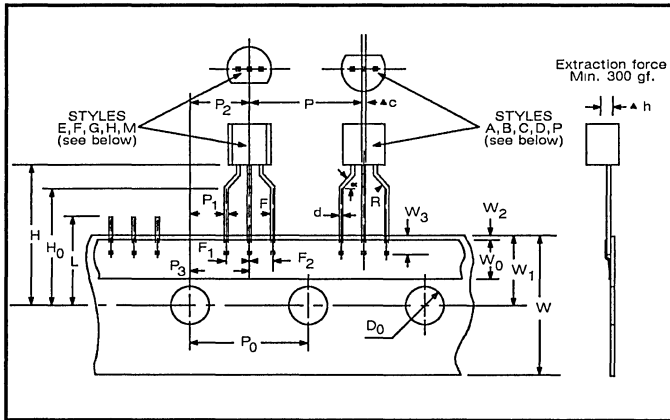 Extraction force
Min. 300 gf.
P2
P
▲c
▲h
STYLES
E,F,G,H,M
(see below)
STYLES
A,B,C,D,P
(see below)
H
H0
L
P1
F
d
R
W3
W2
F1
F2
P3
W0
W1
W
P0
D0